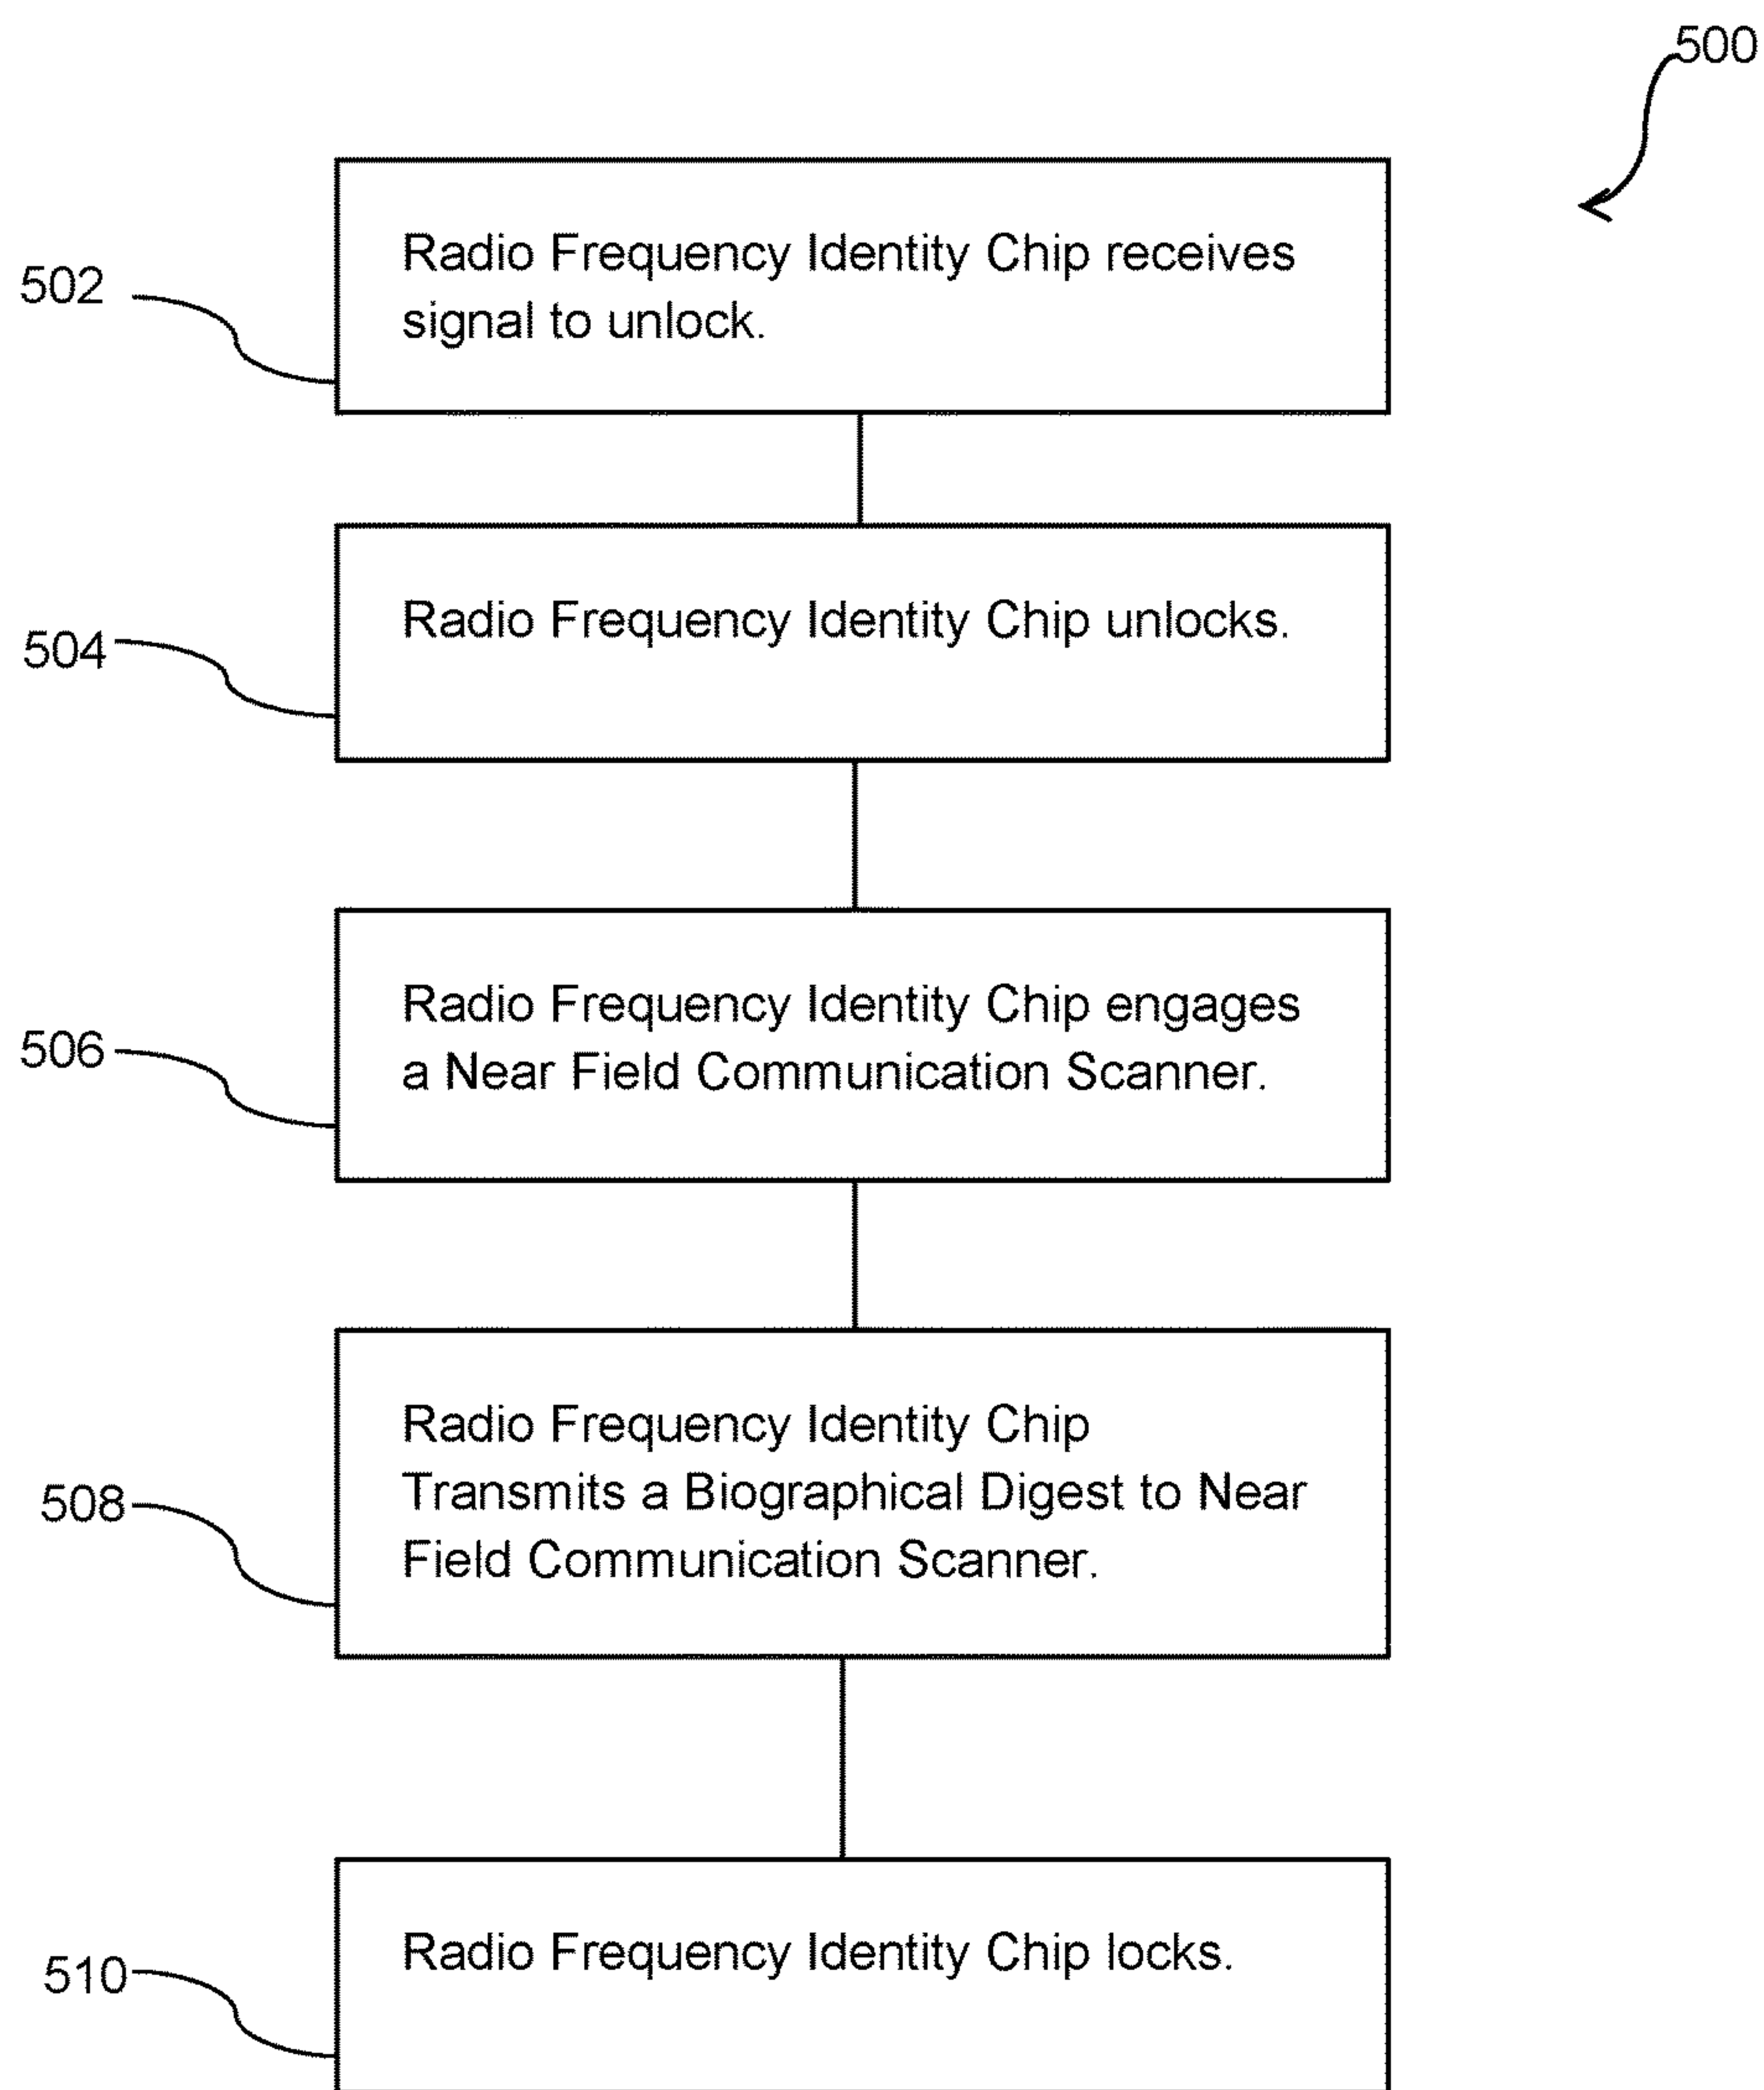 500
502
Radio Frequency Identity Chip receives
signal to unlock.
504
Radio Frequency Identity Chip unlocks.
506
Radio Frequency Identity Chip engages
a Near Field Communication Scanner.
508
Radio Frequency Identity Chip
Transmits a Biographical Digest to Near
Field Communication Scanner.
510
Radio Frequency Identity Chip locks.